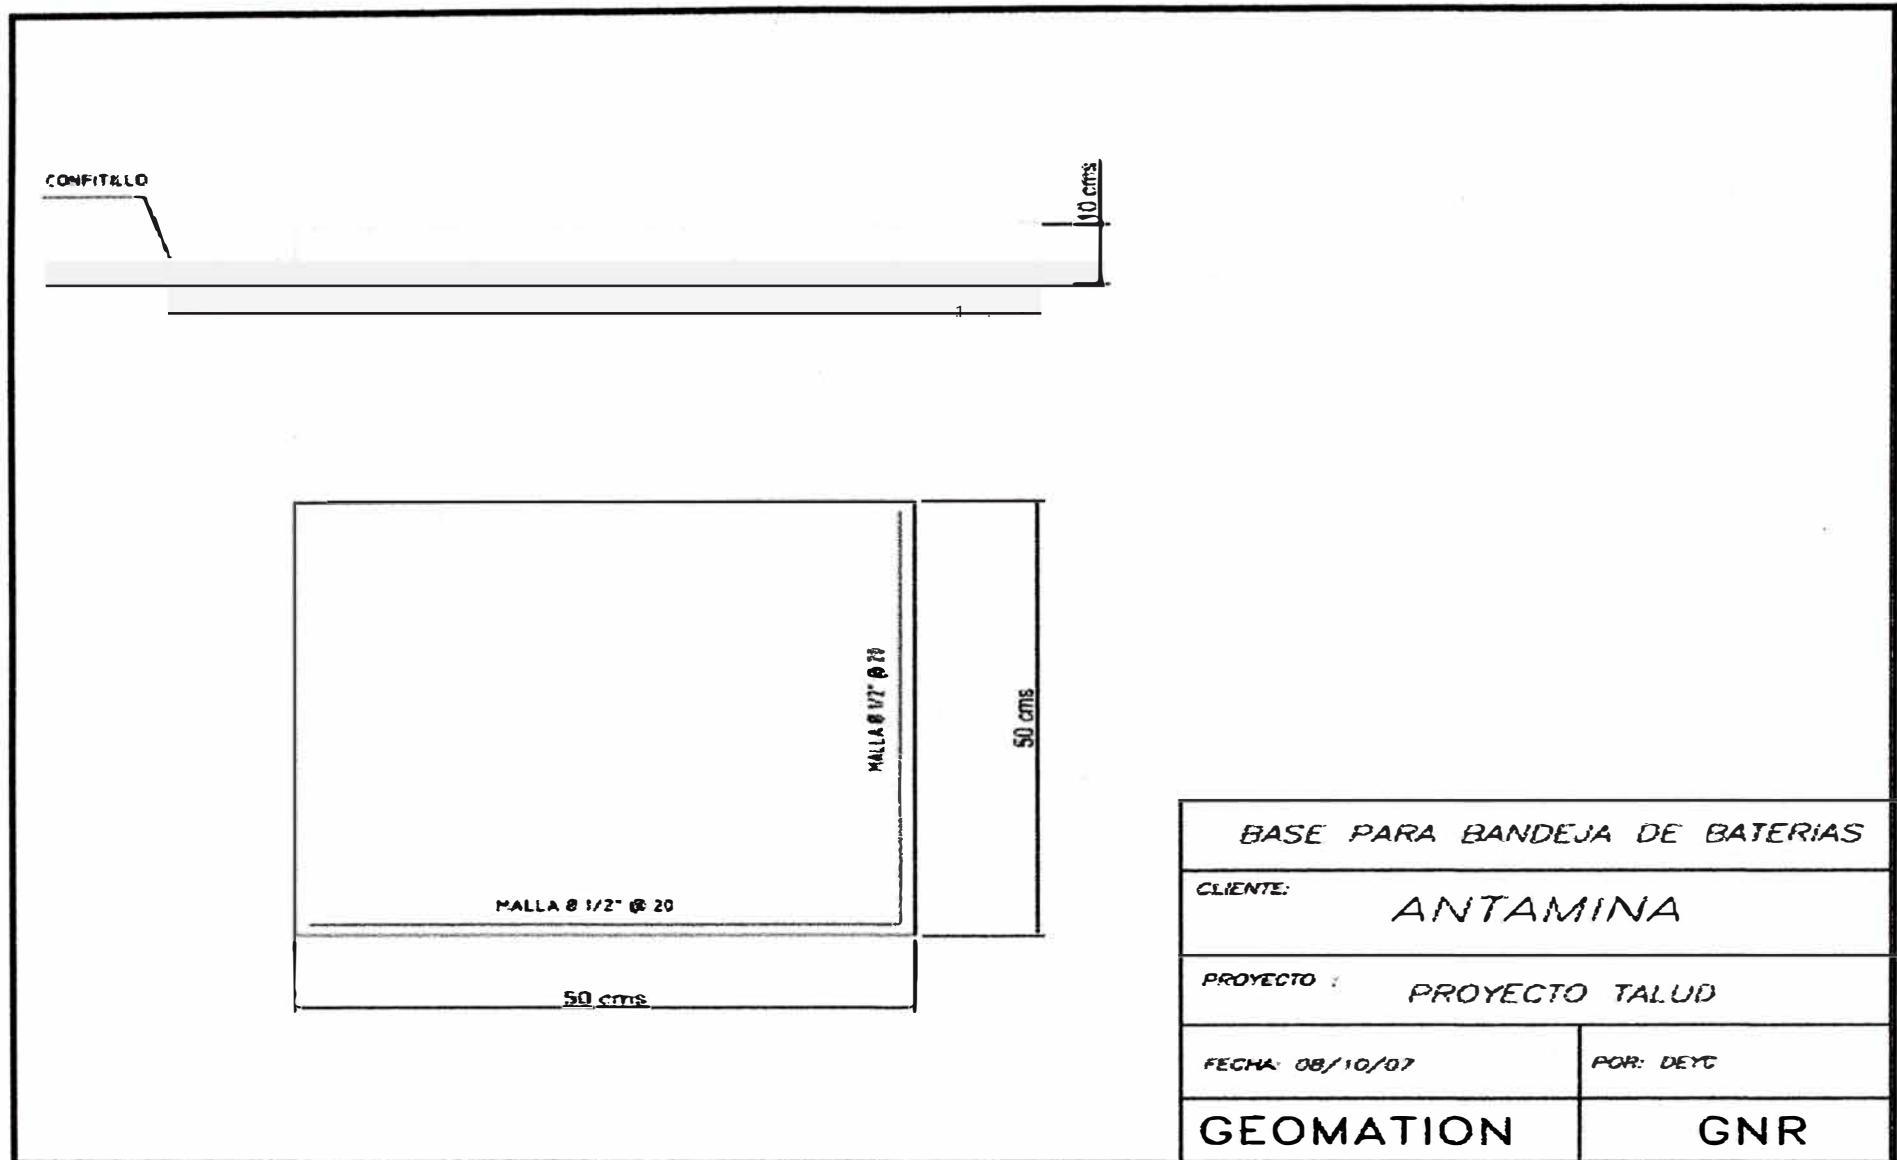 CONFITILLO
10 cms
MALLA Ø 1/2" @ 20
50 cms
MALLA Ø 1/2" @ 20
50 cms
BASE PARA BANDEJA DE BATERIAS
CLIENTE:
ANTAMINA
PROYECTO :
PROYECTO TALUD
FECHA: 08/10/07
POR: DEYC
GEOMATION
GNR